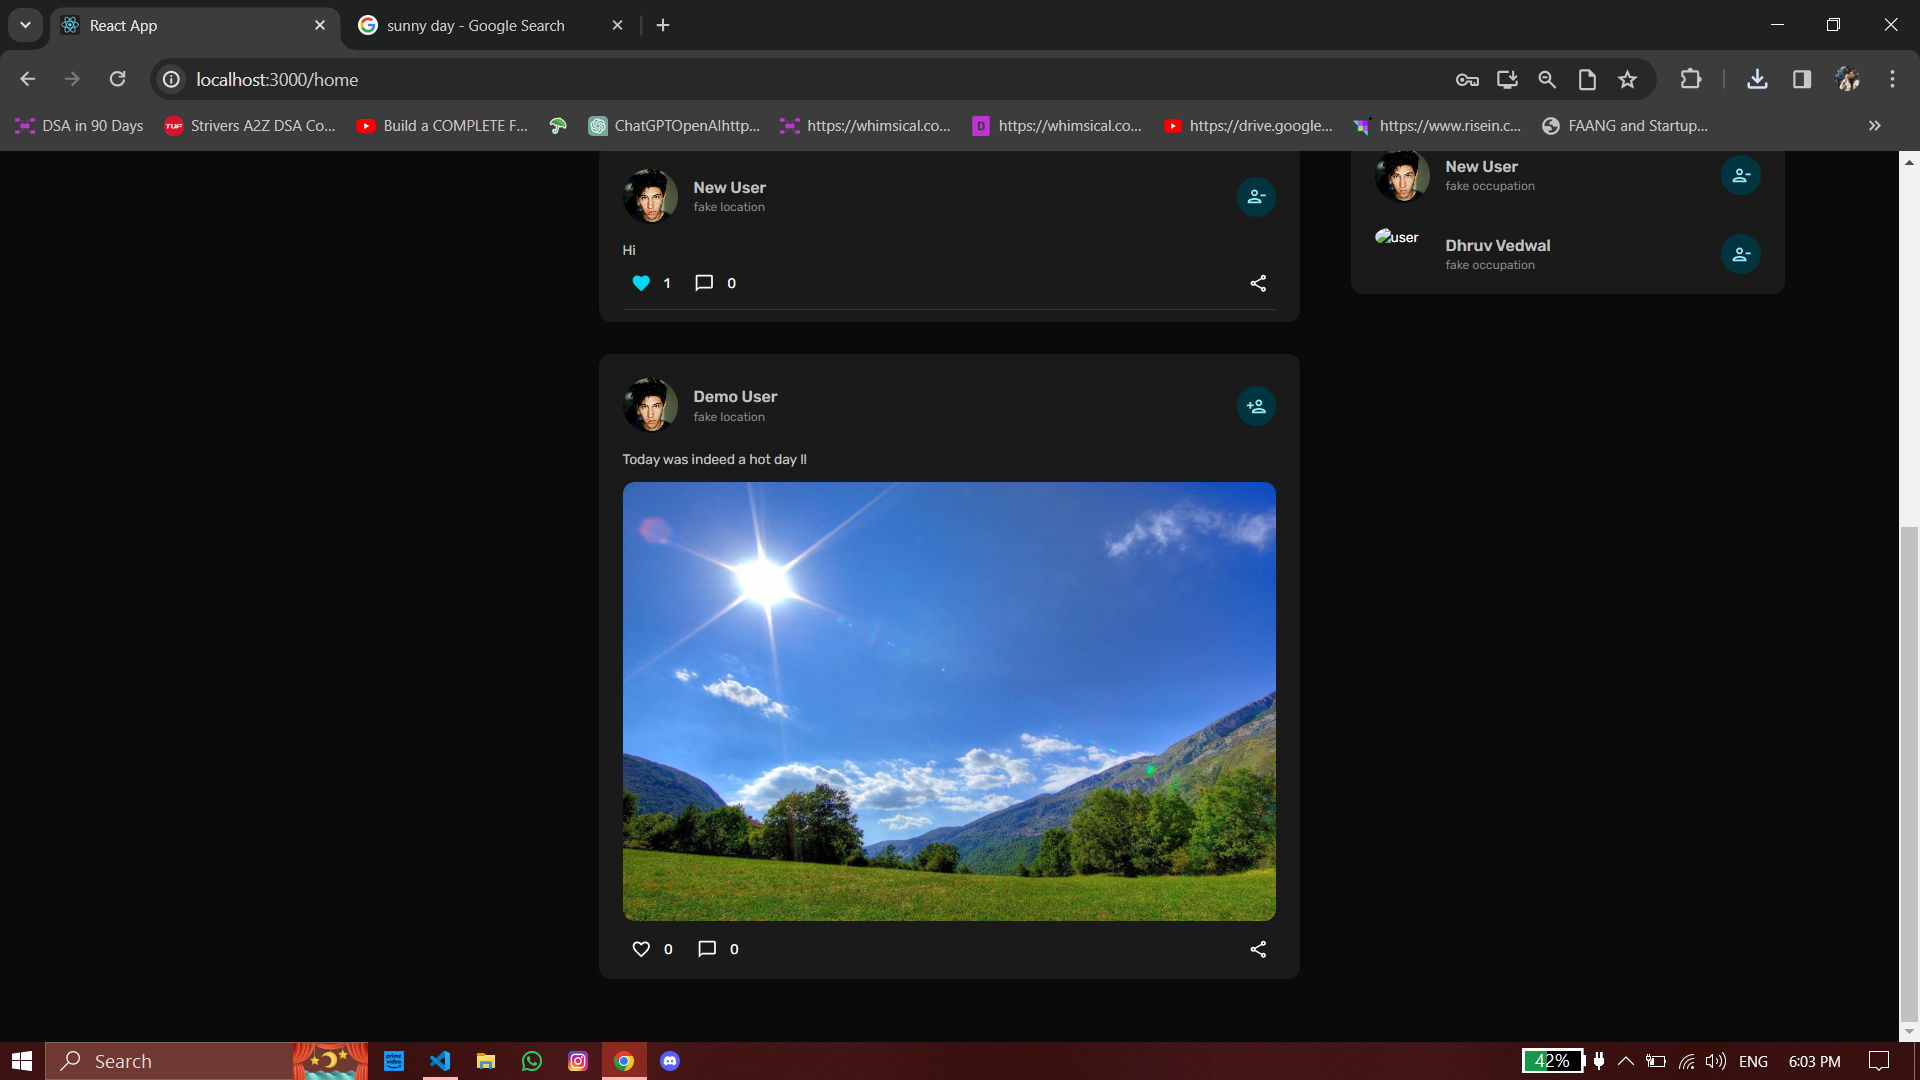 React App
sunny day - Google Search
localhost:3000/home
DSA in 90 Days
Strivers A2Z DSA Co...
Build a COMPLETE F...
ChatGPTOpenAIhttp...
https://whimsical.co...
https://whimsical.co...
https://drive.google...
https://www.risein.c...
FAANG and Startup...
New User
fake location
Hi
1
0
Demo User
fake location
Today was indeed a hot day !!
0
0
New User
fake occupation
user
Dhruv Vedwal
fake occupation
Search
prime video
42%
ENG
6:03 PM